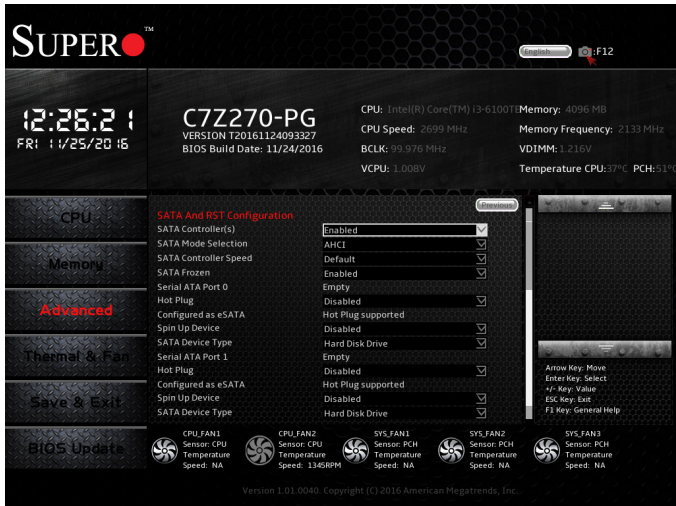 SUPER
TM
English
:F12
12:26:21
FRI 11/25/2016
C7Z270-PG
VERSION T20161124093327
BIOS Build Date: 11/24/2016
CPU: Intel(R) Core(TM) i3-6100TE
CPU Speed: 2699 MHz
BCLK: 99.976 MHz
VCPU: 1.008V
Memory: 4096 MB
Memory Frequency: 2133 MHz
VDIMM: 1.216V
Temperature CPU:37°C PCH:51°C
CPU
Memory
Advanced
Thermal & Fan
Save & Exit
BIOS Update
Previous
SATA And RST Configuration
SATA Controller(s) Enabled
SATA Mode Selection AHCI
SATA Controller Speed Default
SATA Frozen Enabled
Serial ATA Port 0 Empty
Hot Plug Disabled
Configured as eSATA Hot Plug supported
Spin Up Device Disabled
SATA Device Type Hard Disk Drive
Serial ATA Port 1 Empty
Hot Plug Disabled
Configured as eSATA Hot Plug supported
Spin Up Device Disabled
SATA Device Type Hard Disk Drive
Arrow Key: Move
Enter Key: Select
+/- Key: Value
ESC Key: Exit
F1 Key: General Help
CPU_FAN1
Sensor: CPU
Temperature
Speed: NA
CPU_FAN2
Sensor: CPU
Temperature
Speed: 1345RPM
SYS_FAN1
Sensor: PCH
Temperature
Speed: NA
SYS_FAN2
Sensor: PCH
Temperature
Speed: NA
SYS_FAN3
Sensor: PCH
Temperature
Speed: NA
Version 1.01.0040. Copyright (C) 2016 American Megatrends, Inc.